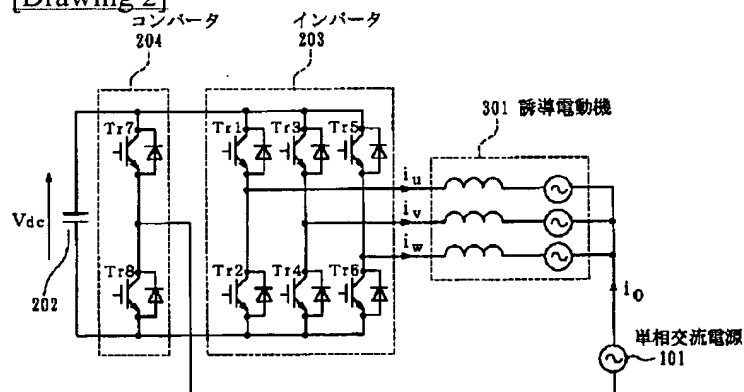 [Drawing 2]
コンバータ
204
インバータ
203
301 誘導電動機
Tr7
Tr1
Tr3
Tr5
iu
Vdc
iv
iw
Tr8
Tr2
Tr4
Tr6
202
i0
単相交流電源
101